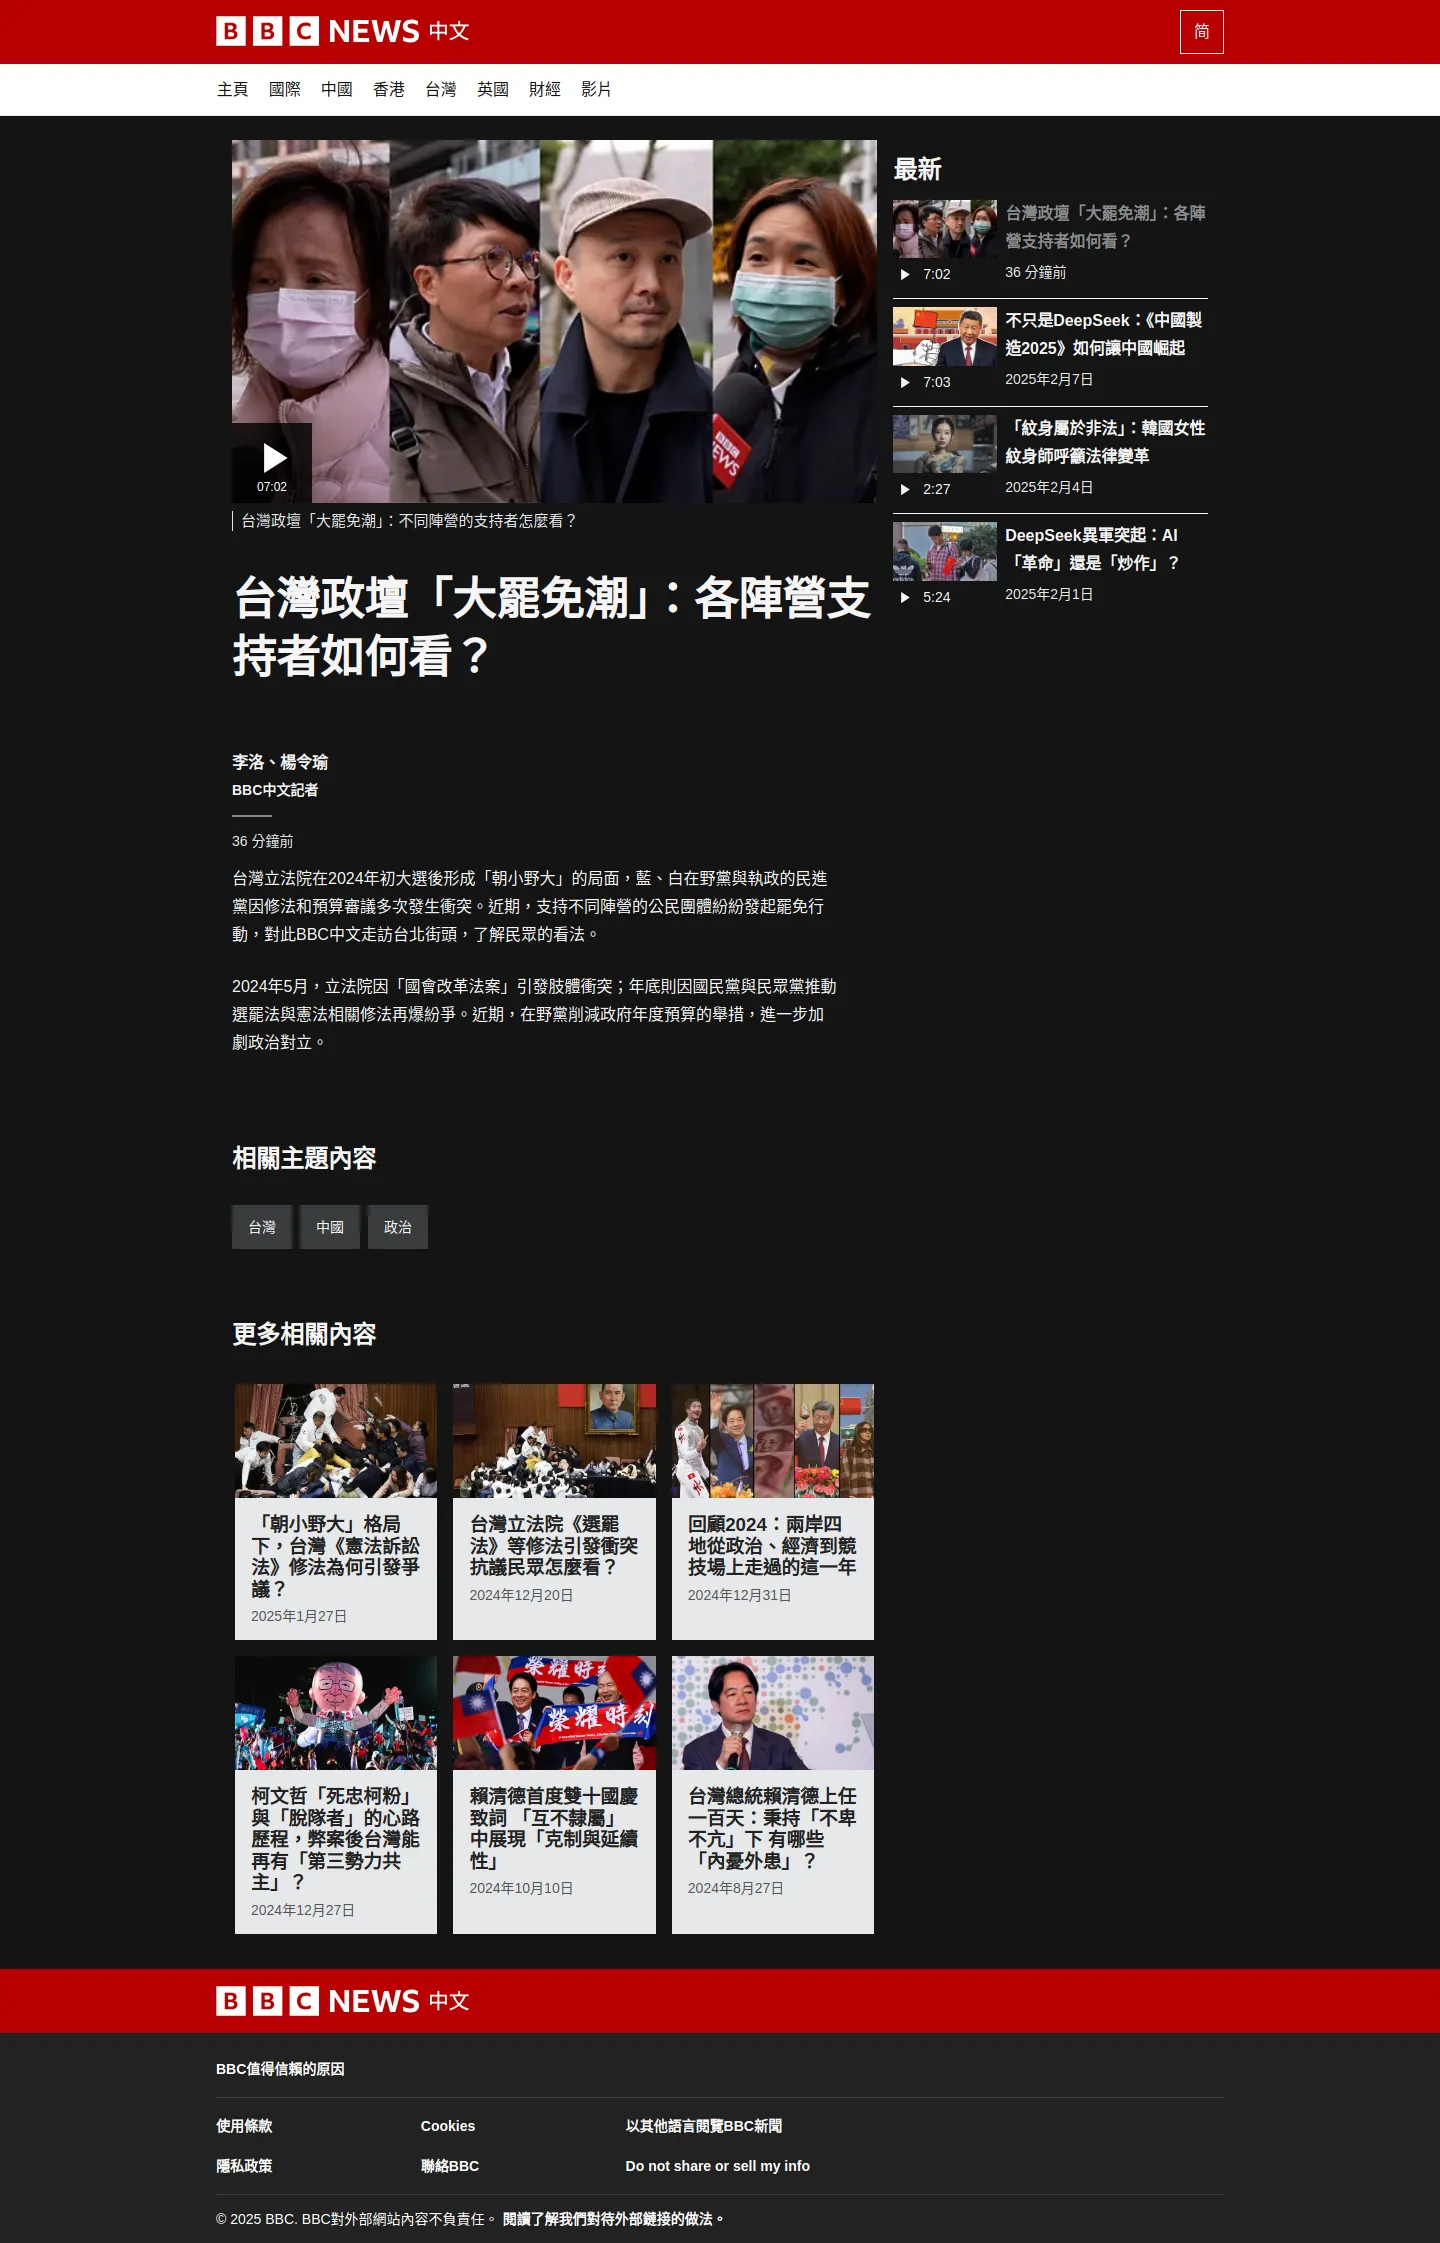 BBC NEWS 中文
简
主頁 國際 中國 香港 台灣 英國 財經 影片
BBC
NEWS
07:02
台灣政壇「大罷免潮」：不同陣營的支持者怎麼看？
台灣政壇「大罷免潮」：各陣營支
持者如何看？
李洛、楊令瑜
BBC中文記者
36 分鐘前
台灣立法院在2024年初大選後形成「朝小野大」的局面，藍、白在野黨與執政的民進
黨因修法和預算審議多次發生衝突。近期，支持不同陣營的公民團體紛紛發起罷免行
動，對此BBC中文走訪台北街頭，了解民眾的看法。
2024年5月，立法院因「國會改革法案」引發肢體衝突；年底則因國民黨與民眾黨推動
選罷法與憲法相關修法再爆紛爭。近期，在野黨削減政府年度預算的舉措，進一步加
劇政治對立。
最新
台灣政壇「大罷免潮」：各陣
營支持者如何看？
7:02
36 分鐘前
不只是DeepSeek：《中國製
造2025》如何讓中國崛起
7:03
2025年2月7日
「紋身屬於非法」：韓國女性
紋身師呼籲法律變革
2:27
2025年2月4日
DeepSeek異軍突起：AI
「革命」還是「炒作」？
5:24
2025年2月1日
相關主題內容
台灣 中國 政治
更多相關內容
「朝小野大」格局
下，台灣《憲法訴訟
法》修法為何引發爭
議？
2025年1月27日
台灣立法院《選罷
法》等修法引發衝突
抗議民眾怎麼看？
2024年12月20日
回顧2024：兩岸四
地從政治、經濟到競
技場上走過的這一年
2024年12月31日
柯文哲「死忠柯粉」
與「脫隊者」的心路
歷程，弊案後台灣能
再有「第三勢力共
主」？
2024年12月27日
榮耀時刻
榮耀時刻
賴清德首度雙十國慶
致詞 「互不隸屬」
中展現「克制與延續
性」
2024年10月10日
台灣總統賴清德上任
一百天：秉持「不卑
不亢」下 有哪些
「內憂外患」？
2024年8月27日
BBC NEWS 中文
BBC值得信賴的原因
使用條款 Cookies 以其他語言閱覽BBC新聞
隱私政策 聯絡BBC Do not share or sell my info
© 2025 BBC. BBC對外部網站內容不負責任。 閱讀了解我們對待外部鏈接的做法。